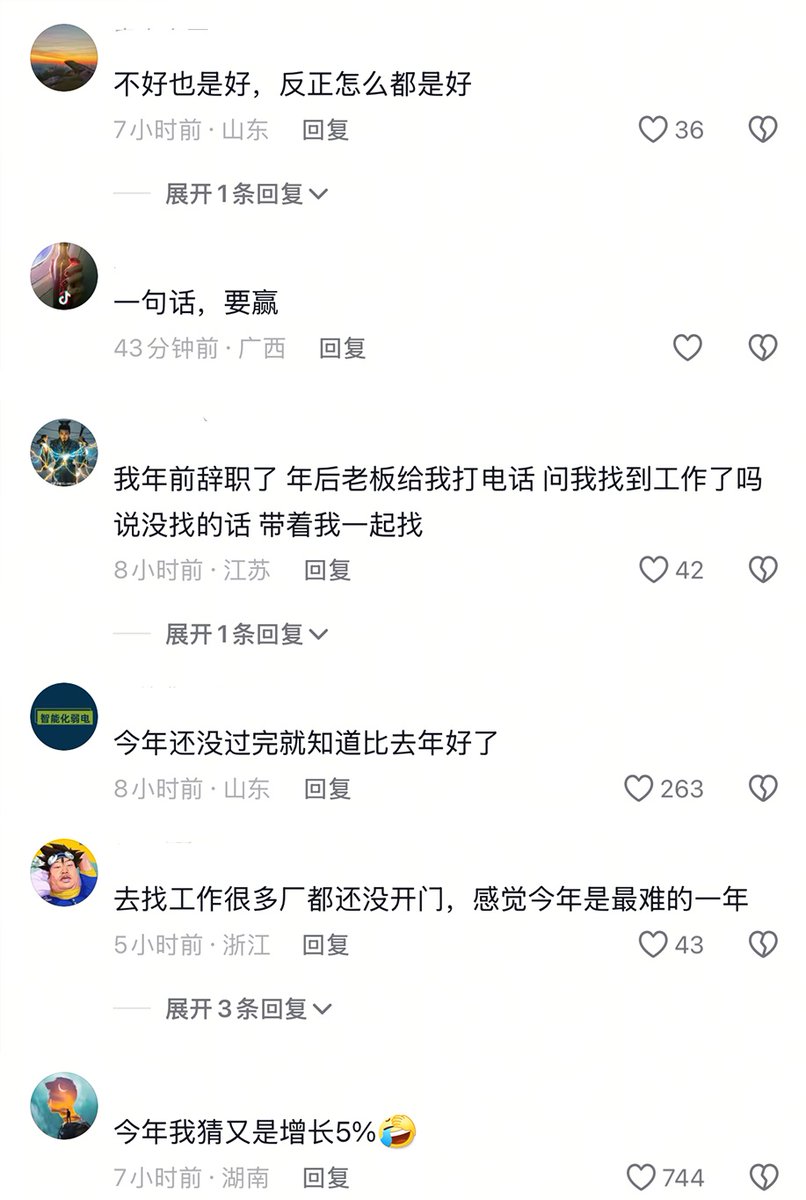 不好也是好，反正怎么都是好
7小时前·山东 回复
36
展开1条回复
一句话，要赢
43分钟前·广西 回复
我年前辞职了 年后老板给我打电话 问我找到工作了吗
说没找的话 带着我一起找
8小时前·江苏 回复
42
展开1条回复
智能化弱电
今年还没过完就知道比去年好了
8小时前·山东 回复
263
去找工作很多厂都还没开门，感觉今年是最难的一年
5小时前·浙江 回复
43
展开3条回复
今年我猜又是增长5%🤣
7小时前·湖南 回复
744